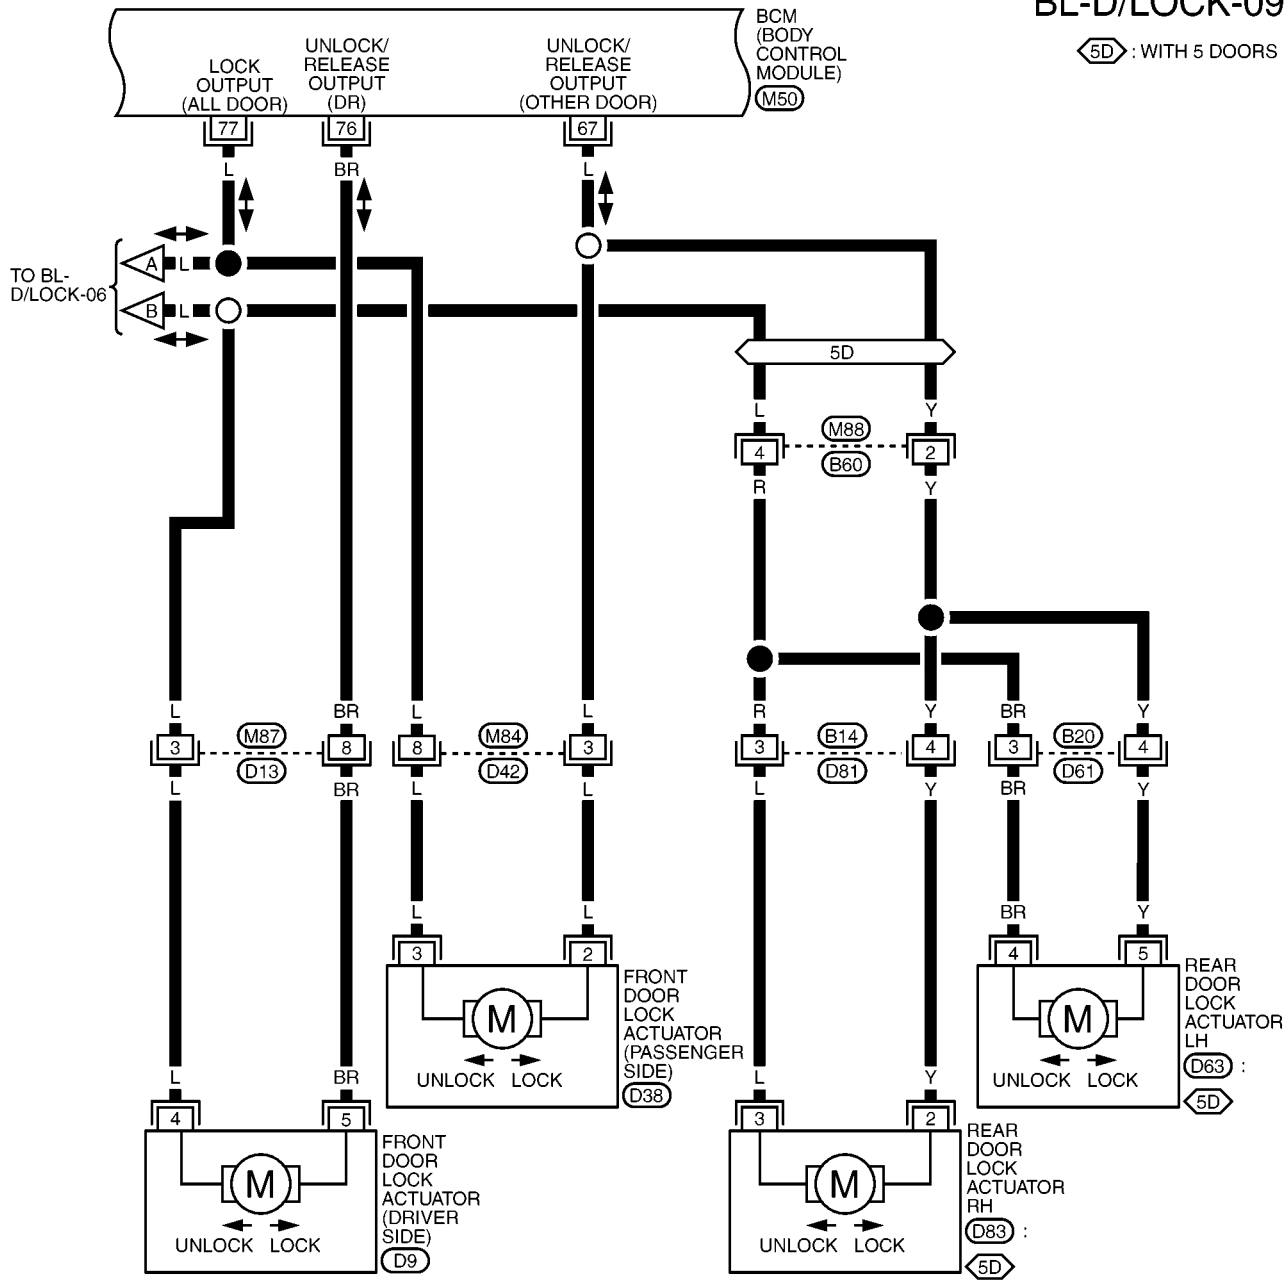 BL-D/LOCK-09
5D : WITH 5 DOORS
BCM
(BODY
CONTROL
MODULE)
M50
LOCK
OUTPUT
(ALL DOOR)
UNLOCK/
RELEASE
OUTPUT
(DR)
UNLOCK/
RELEASE
OUTPUT
(OTHER DOOR)
77 76 67
L BR L
TO BL-
D/LOCK-06
A L
B L
5D
L Y
4 M88 2
B60
R Y
L BR L L R Y BR Y
3 M87 8 8 M84 3 3 B14 4 3 B20 4
D13 D42 D81 D61
L BR L L L Y BR Y
L L BR Y
3 2 4 5
M M
UNLOCK LOCK UNLOCK LOCK
FRONT
DOOR
LOCK
ACTUATOR
(PASSENGER
SIDE)
D38
REAR
DOOR
LOCK
ACTUATOR
LH
D63 :
5D
L BR L Y
4 5 3 2
M M
UNLOCK LOCK UNLOCK LOCK
FRONT
DOOR
LOCK
ACTUATOR
(DRIVER
SIDE)
D9
REAR
DOOR
LOCK
ACTUATOR
RH
D83 :
5D